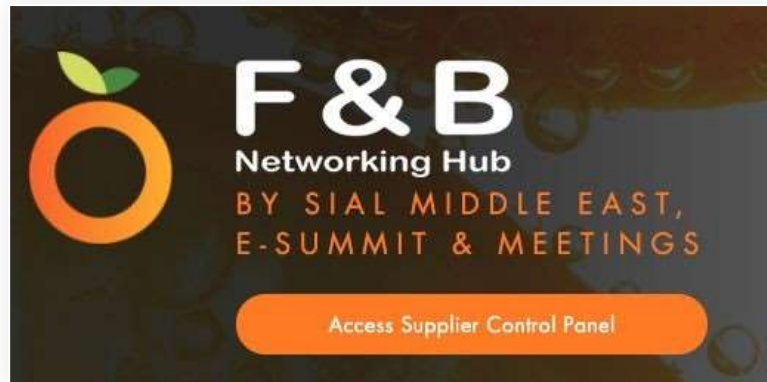 F & B
Networking Hub
BY SIAL MIDDLE EAST,
E-SUMMIT & MEETINGS
Access Supplier Control Panel